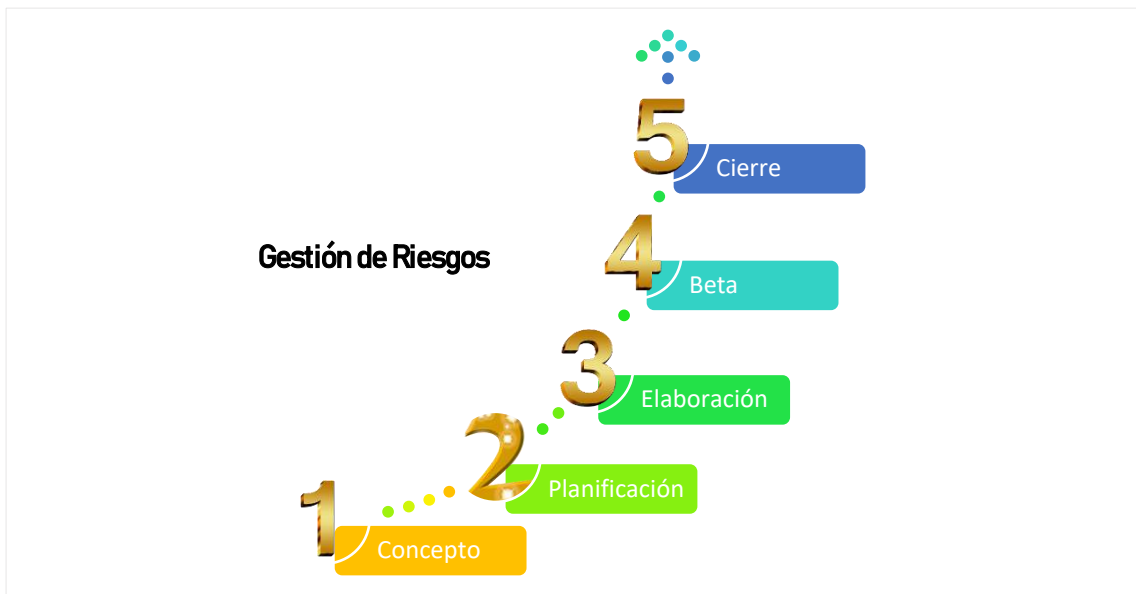 5
Cierre
4
Gestión de Riesgos
Beta
3
Elaboración
2
Planificación
1
Concepto